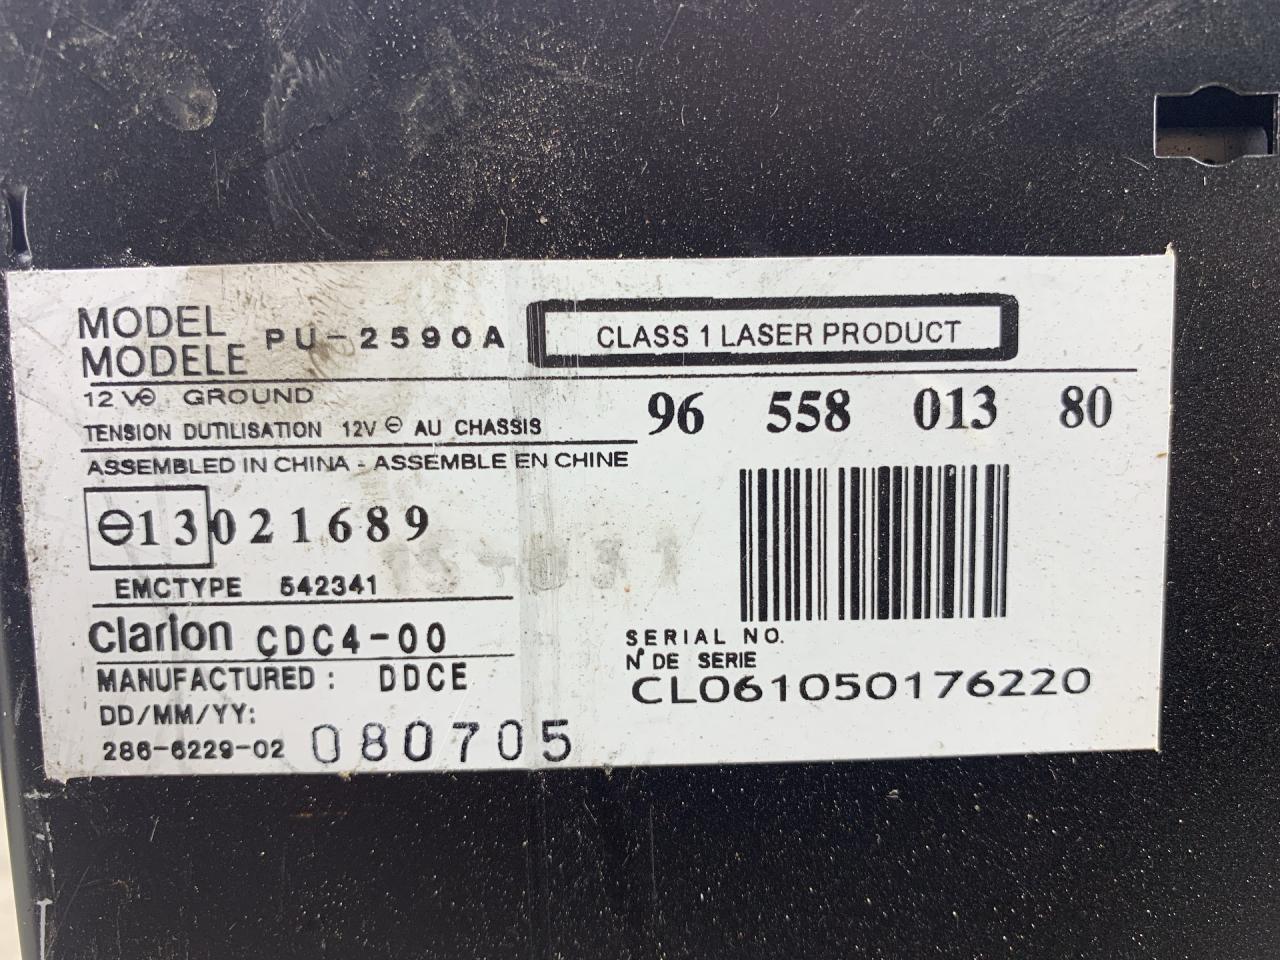 MODEL
MODELE PU-2590A
CLASS 1 LASER PRODUCT
12 V⊖ GROUND
TENSION DUTILISATION 12V ⊖ AU CHASSIS
96 558 013 80
ASSEMBLED IN CHINA - ASSEMBLE EN CHINE
⊖13 021689
EMCTYPE 542341
Clarion CDC4-00
MANUFACTURED : DDCE
DD/MM/YY:
286-6229-02 080705
SERIAL NO.
N° DE SERIE
CL061050176220